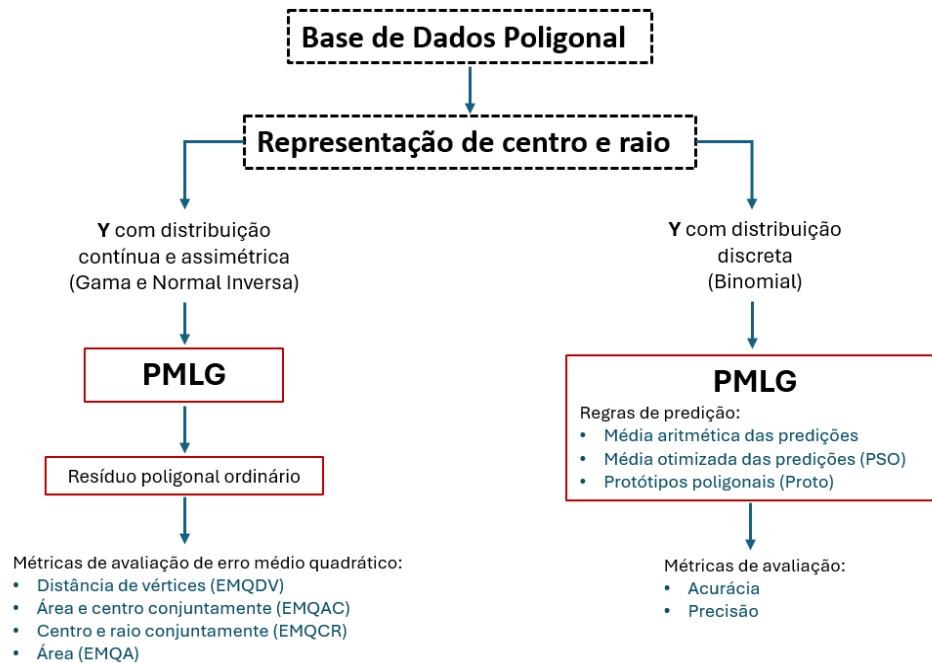 Base de Dados Poligonal
Representação de centro e raio
Y com distribuição
contínua e assimétrica
(Gama e Normal Inversa)
PMLG
Resíduo poligonal ordinário
Métricas de avaliação de erro médio quadrático:
• Distância de vértices (EMQDV)
• Área e centro conjuntamente (EMQAC)
• Centro e raio conjuntamente (EMQCR)
• Área (EMQA)
Y com distribuição
discreta
(Binomial)
PMLG
Regras de predição:
• Média aritmética das predições
• Média otimizada das predições (PSO)
• Protótipos poligonais (Proto)
Métricas de avaliação:
• Acurácia
• Precisão